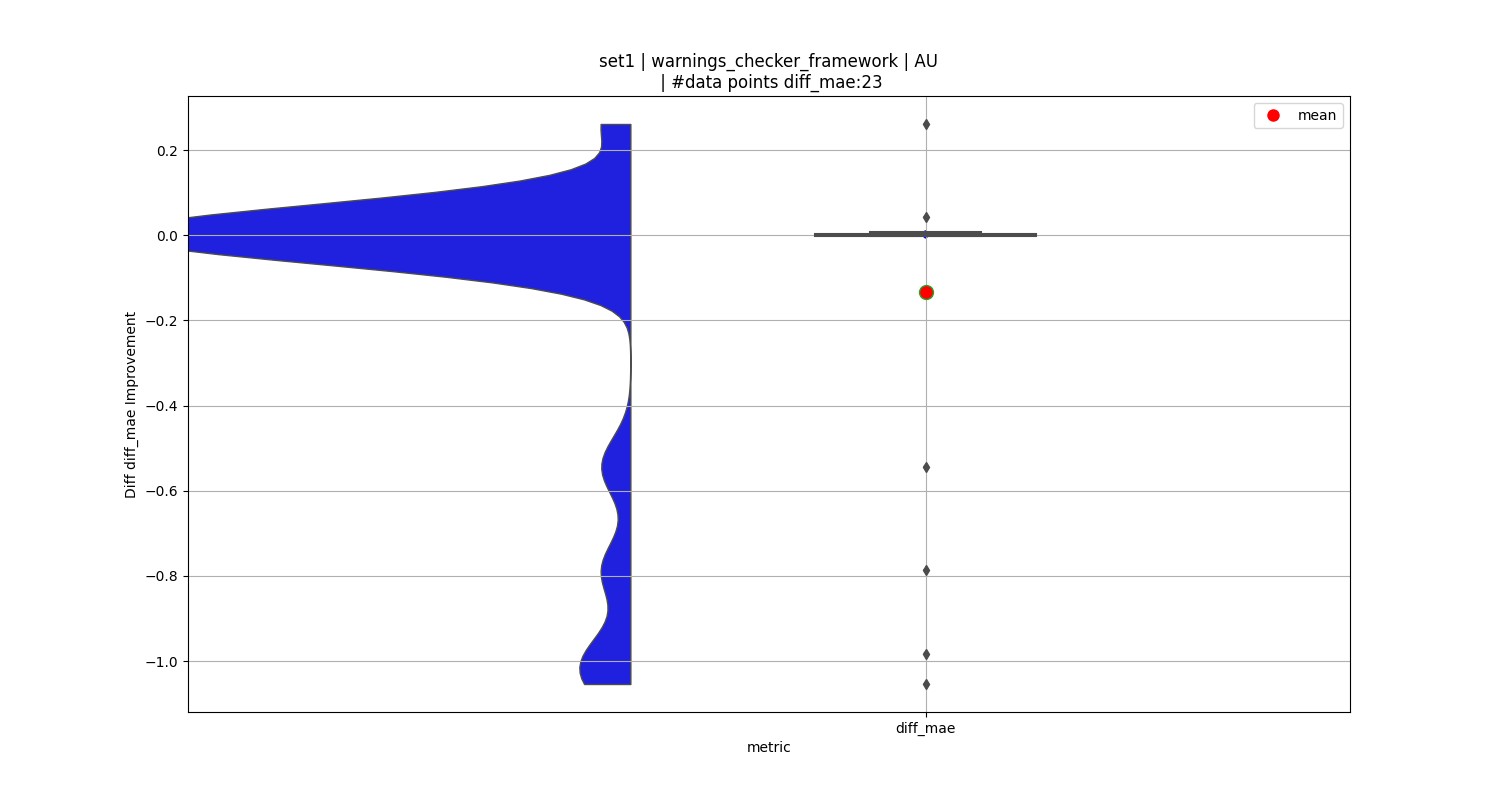 set1 | warnings_checker_framework | AU
| #data points diff_mae:23
mean
0.2
0.0
−0.2
−0.4
−0.6
−0.8
−1.0
Diff diff_mae Improvement
diff_mae
metric